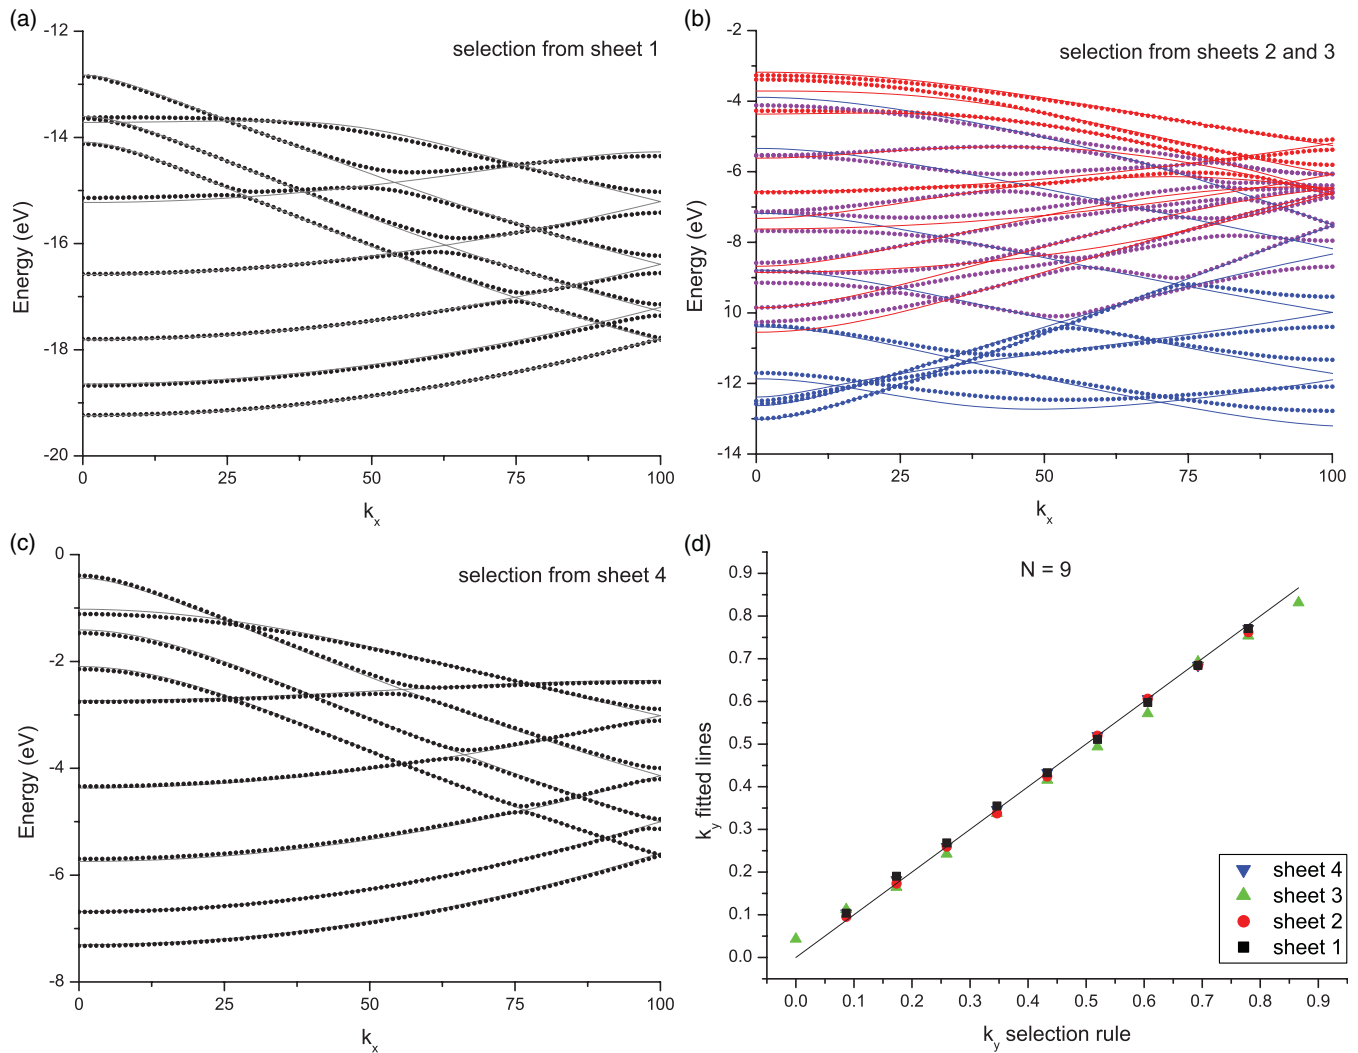 (a)
selection from sheet 1
-12
-14
-16
-18
-20
Energy (eV)
0
25
50
75
100
k_x
(b)
selection from sheets 2 and 3
-2
-4
-6
-8
10
-12
-14
Energy (eV)
0
25
50
75
100
k_x
(c)
selection from sheet 4
0
-2
-4
-6
-8
Energy (eV)
0
25
50
75
100
k_x
(d)
N = 9
0.9
0.8
0.7
0.6
0.5
0.4
0.3
0.2
0.1
0.0
k_y fitted lines
sheet 4
sheet 3
sheet 2
sheet 1
0.0
0.1
0.2
0.3
0.4
0.5
0.6
0.7
0.8
0.9
k_y selection rule